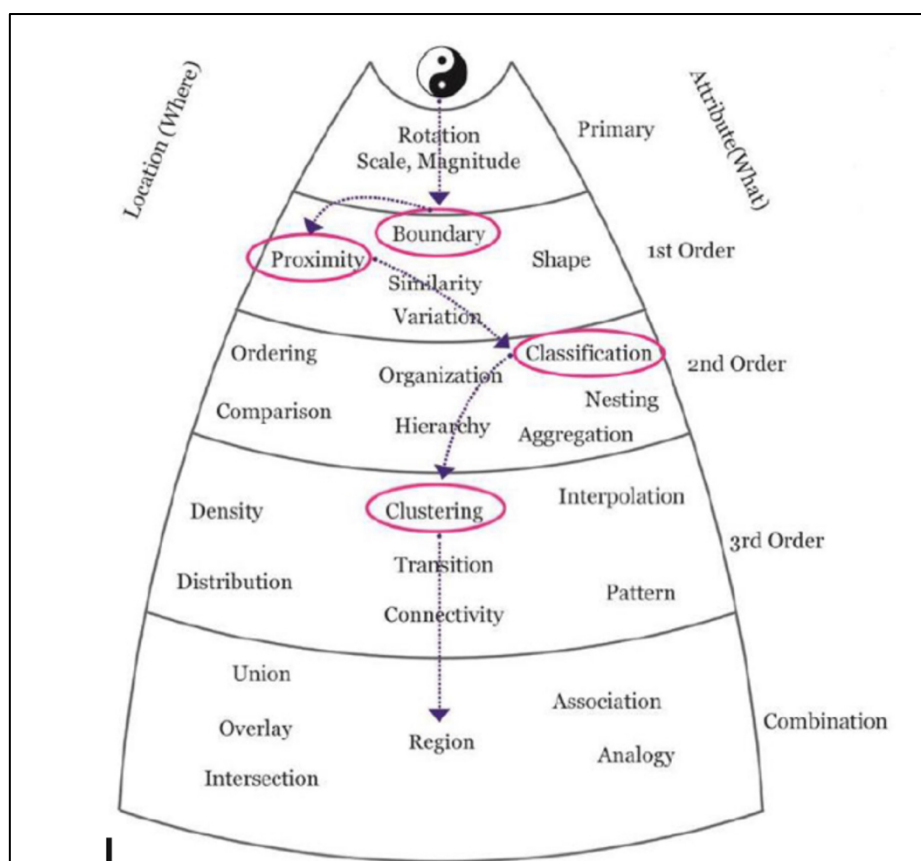 Location (Where)
Attribute(What)
Primary
Rotation
Scale, Magnitude
Boundary
Proximity
Shape
1st Order
Similarity
Variation
Ordering
Classification
2nd Order
Organization
Nesting
Comparison
Hierarchy
Aggregation
Interpolation
Density
Clustering
3rd Order
Transition
Distribution
Pattern
Connectivity
Union
Association
Combination
Overlay
Region
Analogy
Intersection